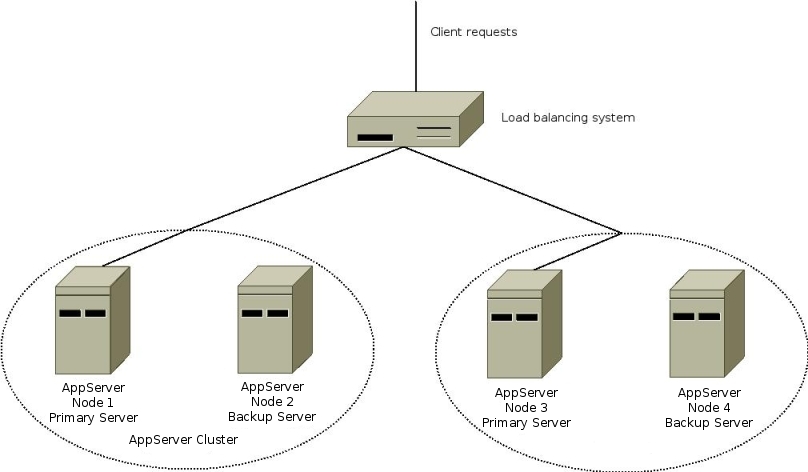 Client requests
Load balancing system
AppServer
Node 1
Primary Server
AppServer
Node 2
Backup Server
AppServer Cluster
AppServer
Node 3
Primary Server
AppServer
Node 4
Backup Server